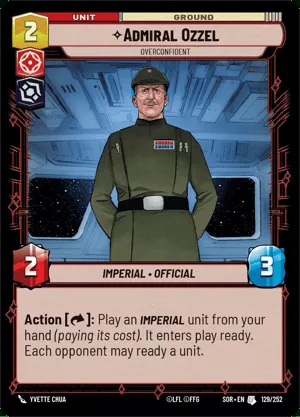 UNIT
GROUND
2
✧ADMIRAL OZZEL
OVERCONFIDENT
2
3
IMPERIAL • OFFICIAL
Action [↷]: Play an IMPERIAL unit from your
hand (paying its cost). It enters play ready.
Each opponent may ready a unit.
YVETTE CHUA
©LFL ©FFG
SOR • EN
129/252